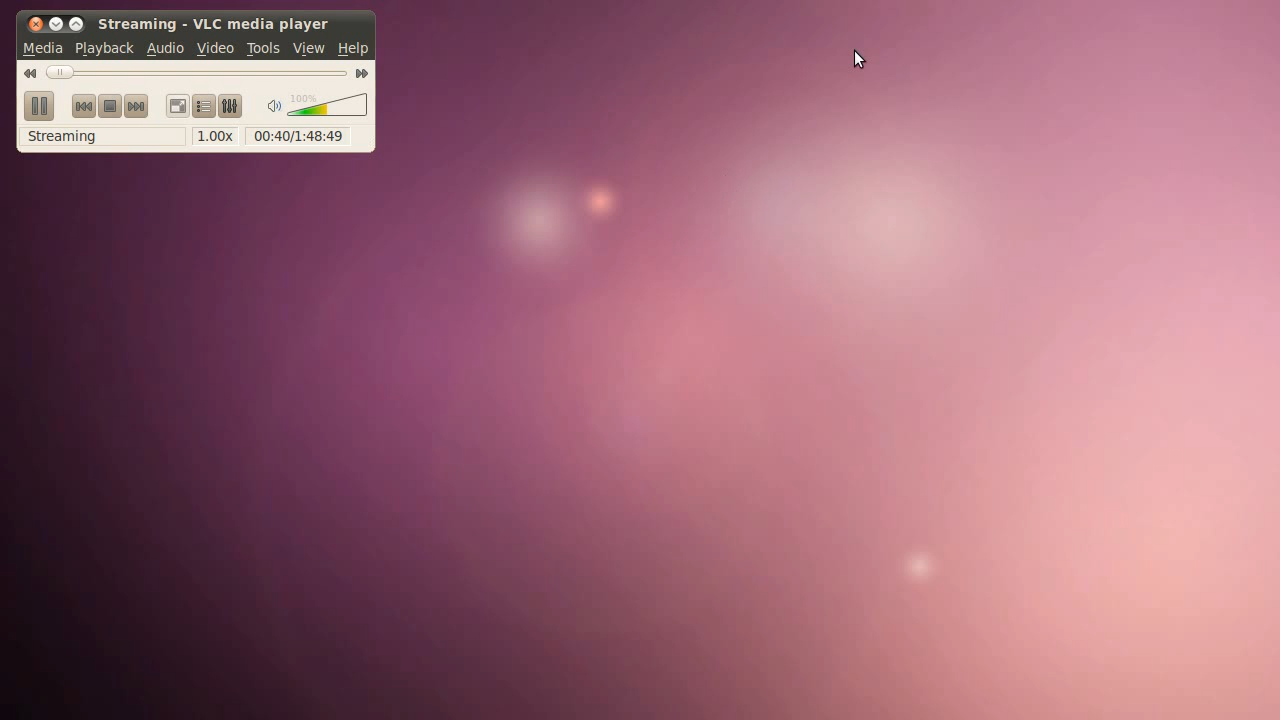 Streaming - VLC media player
Media Playback Audio Video Tools View Help
100%
Streaming 1.00x 00:40/1:48:49